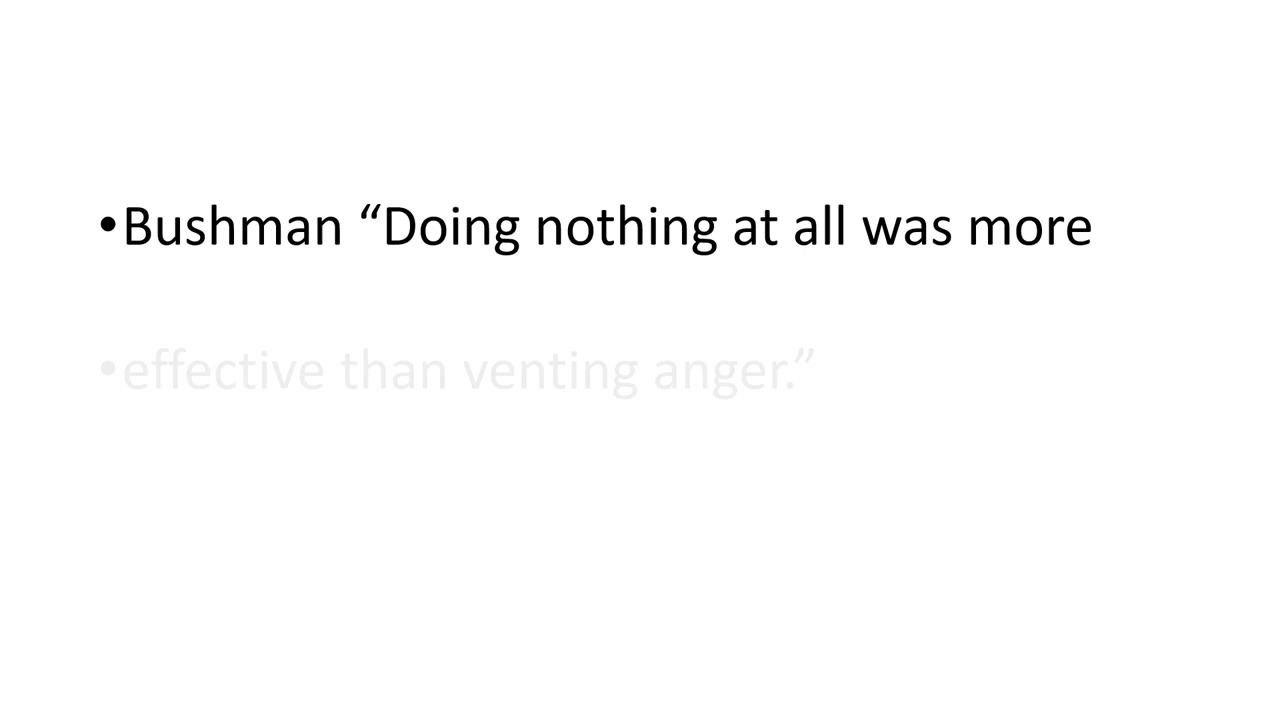 •Bushman “Doing nothing at all was more
•effective than venting anger.”